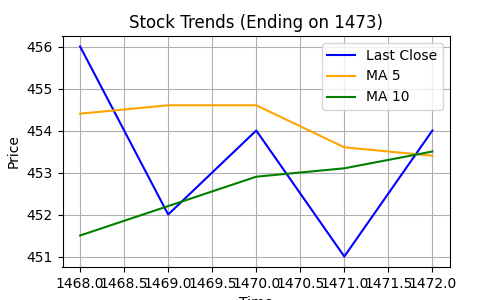 Stock Trends (Ending on 1473)
Last Close
MA 5
MA 10
Price
456
455
454
453
452
451
1468.0 1468.5 1469.0 1469.5 1470.0 1470.5 1471.0 1471.5 1472.0
Time